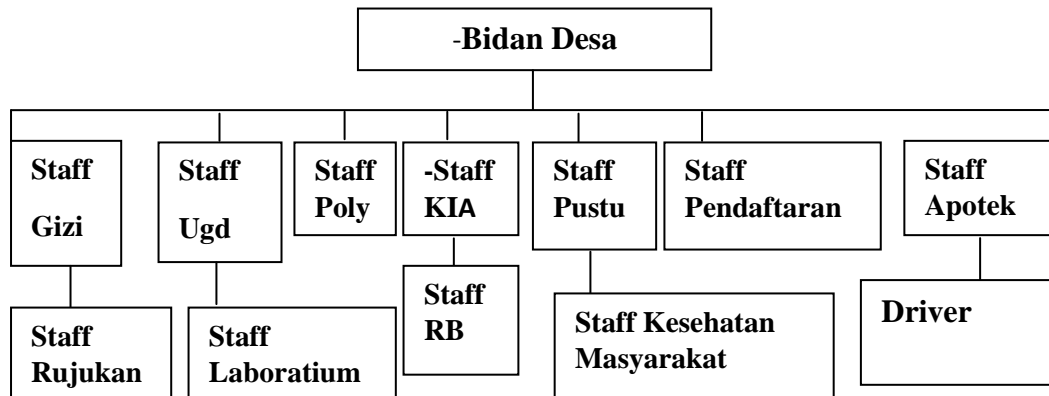 -Bidan Desa
Staff
Gizi
Staff
Ugd
Staff
Poly
-Staff
KIA
Staff
Pustu
Staff
Pendaftaran
Staff
Apotek
Staff
Rujukan
Staff
Laboratium
Staff
RB
Staff Kesehatan
Masyarakat
Driver